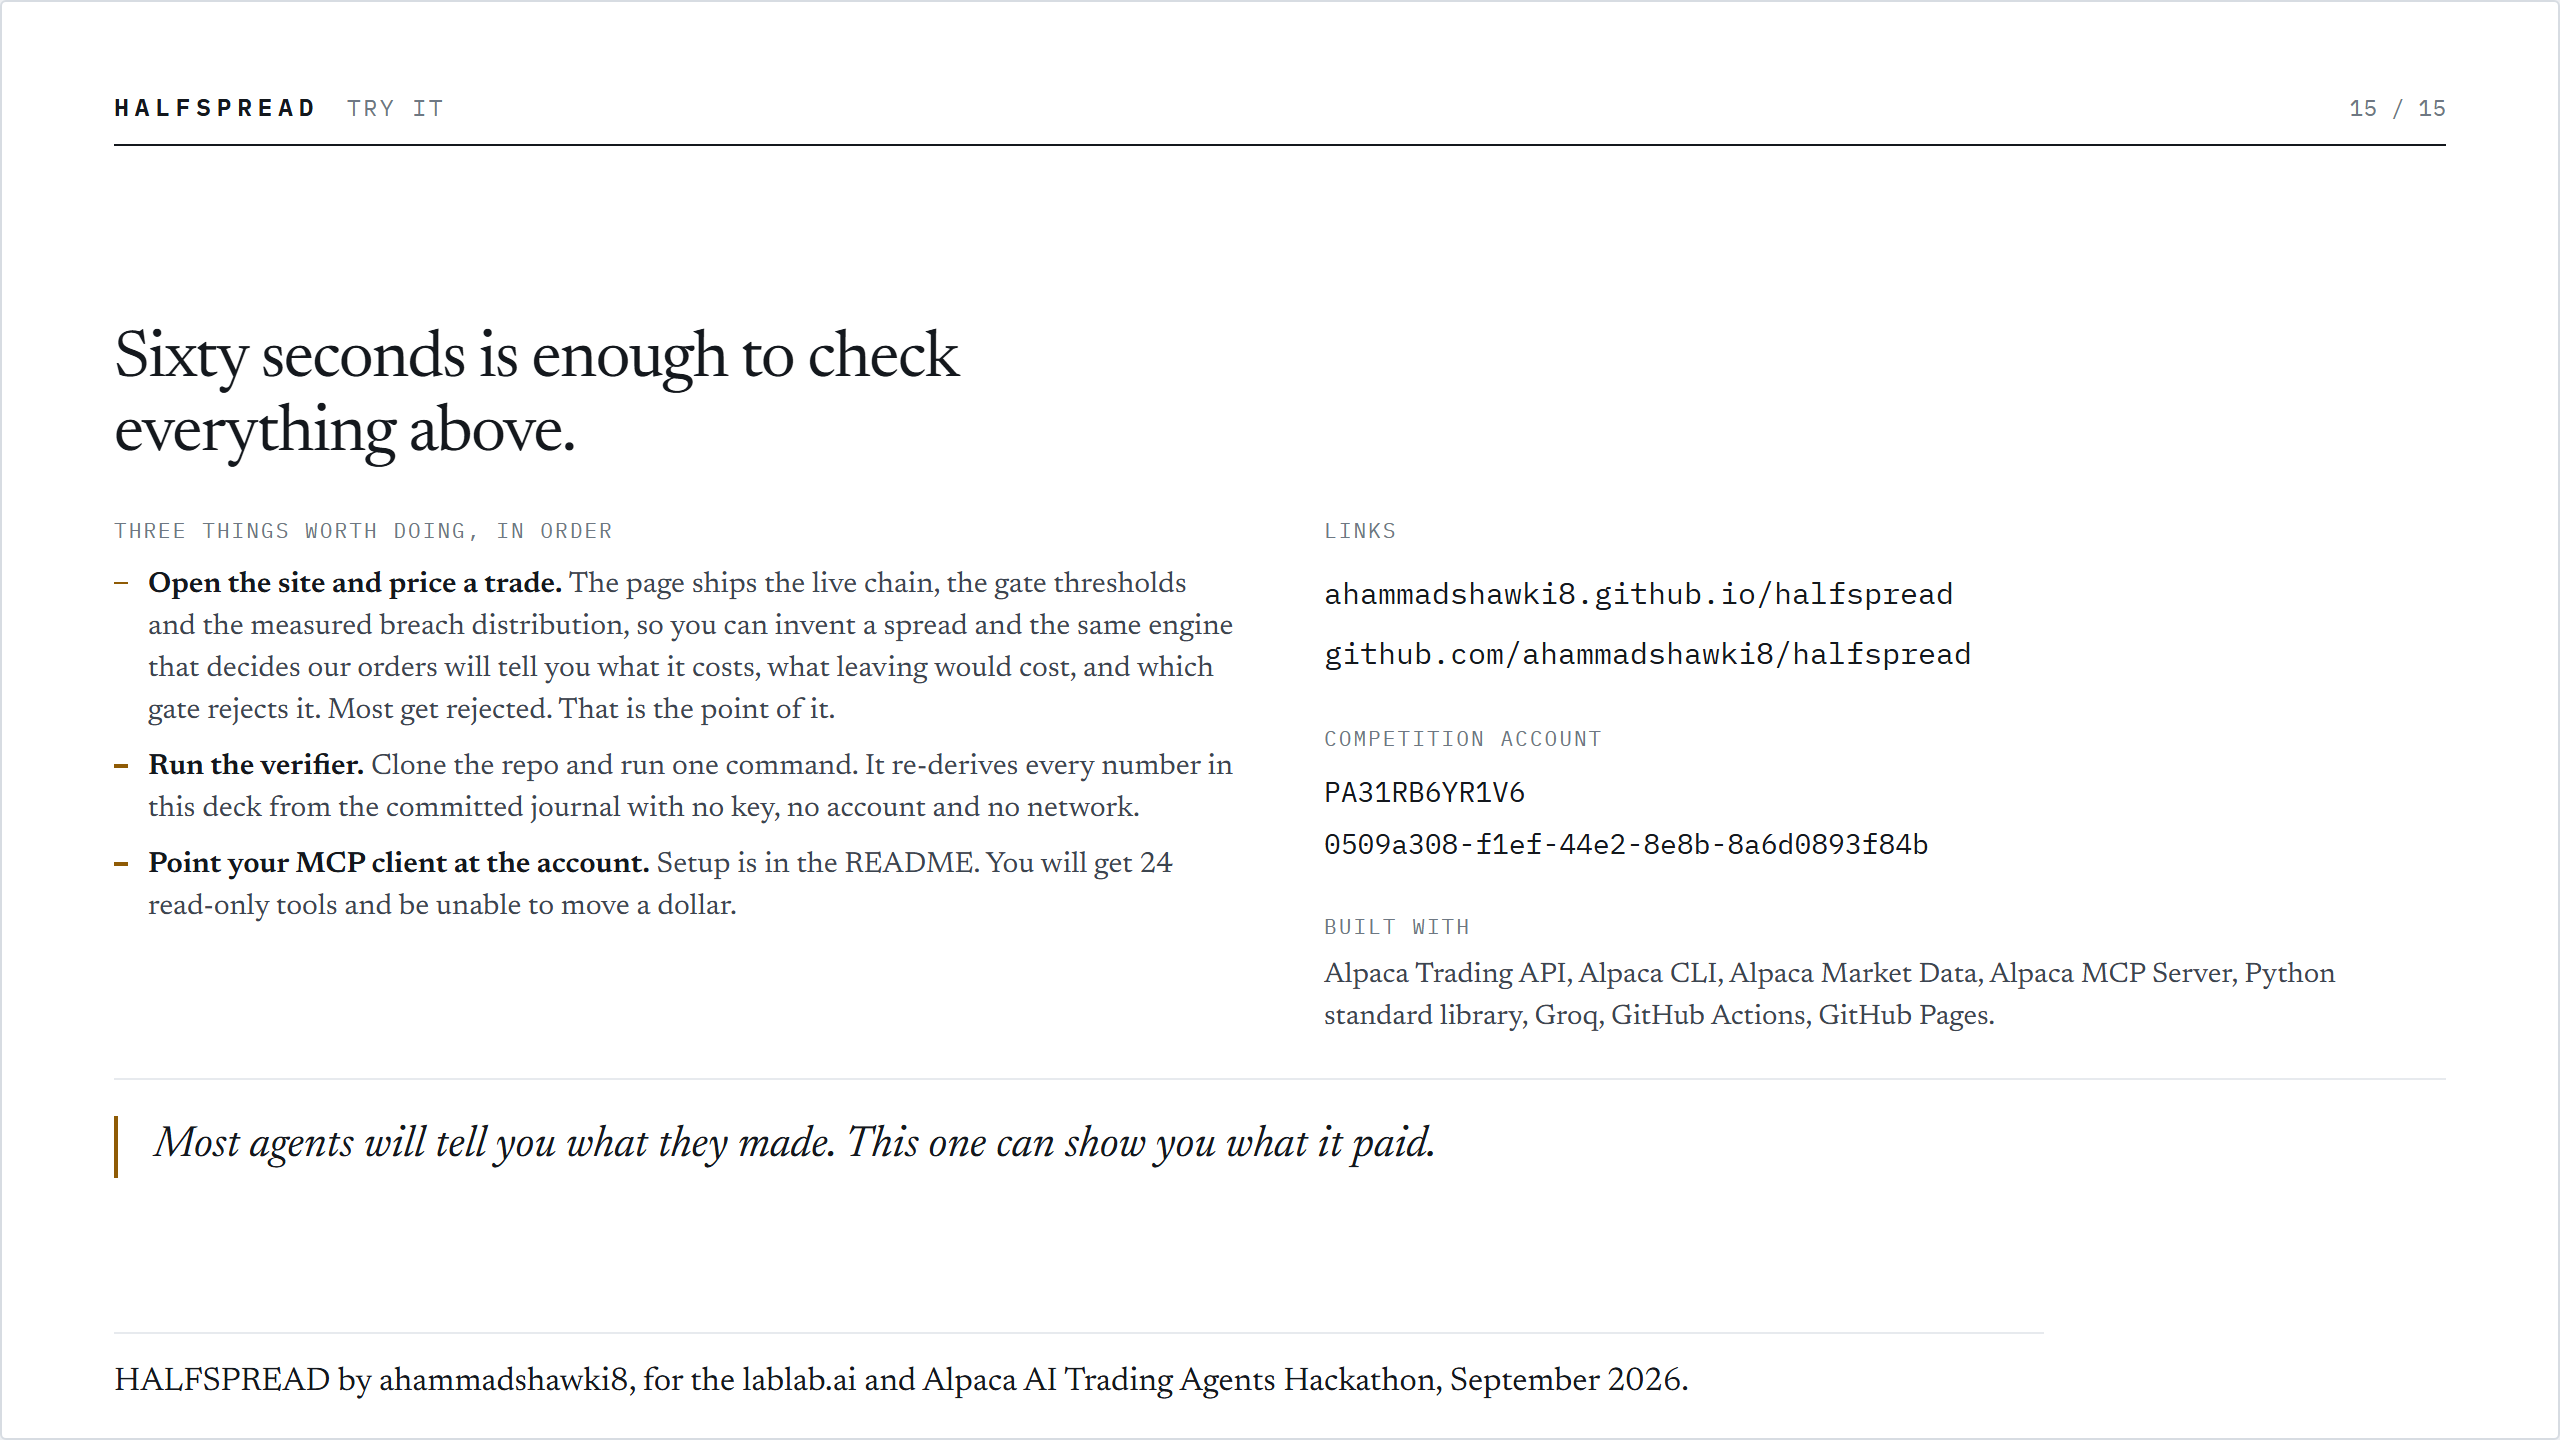 HALFSPREAD TRY IT
15 / 15
Sixty seconds is enough to check
everything above.
THREE THINGS WORTH DOING, IN ORDER
– Open the site and price a trade. The page ships the live chain, the gate thresholds
and the measured breach distribution, so you can invent a spread and the same engine
that decides our orders will tell you what it costs, what leaving would cost, and which
gate rejects it. Most get rejected. That is the point of it.
– Run the verifier. Clone the repo and run one command. It re-derives every number in
this deck from the committed journal with no key, no account and no network.
– Point your MCP client at the account. Setup is in the README. You will get 24
read-only tools and be unable to move a dollar.
LINKS
ahammadshawki8.github.io/halfspread
github.com/ahammadshawki8/halfspread
COMPETITION ACCOUNT
PA31RB6YR1V6
0509a308-f1ef-44e2-8e8b-8a6d0893f84b
BUILT WITH
Alpaca Trading API, Alpaca CLI, Alpaca Market Data, Alpaca MCP Server, Python
standard library, Groq, GitHub Actions, GitHub Pages.
Most agents will tell you what they made. This one can show you what it paid.
HALFSPREAD by ahammadshawki8, for the lablab.ai and Alpaca AI Trading Agents Hackathon, September 2026.